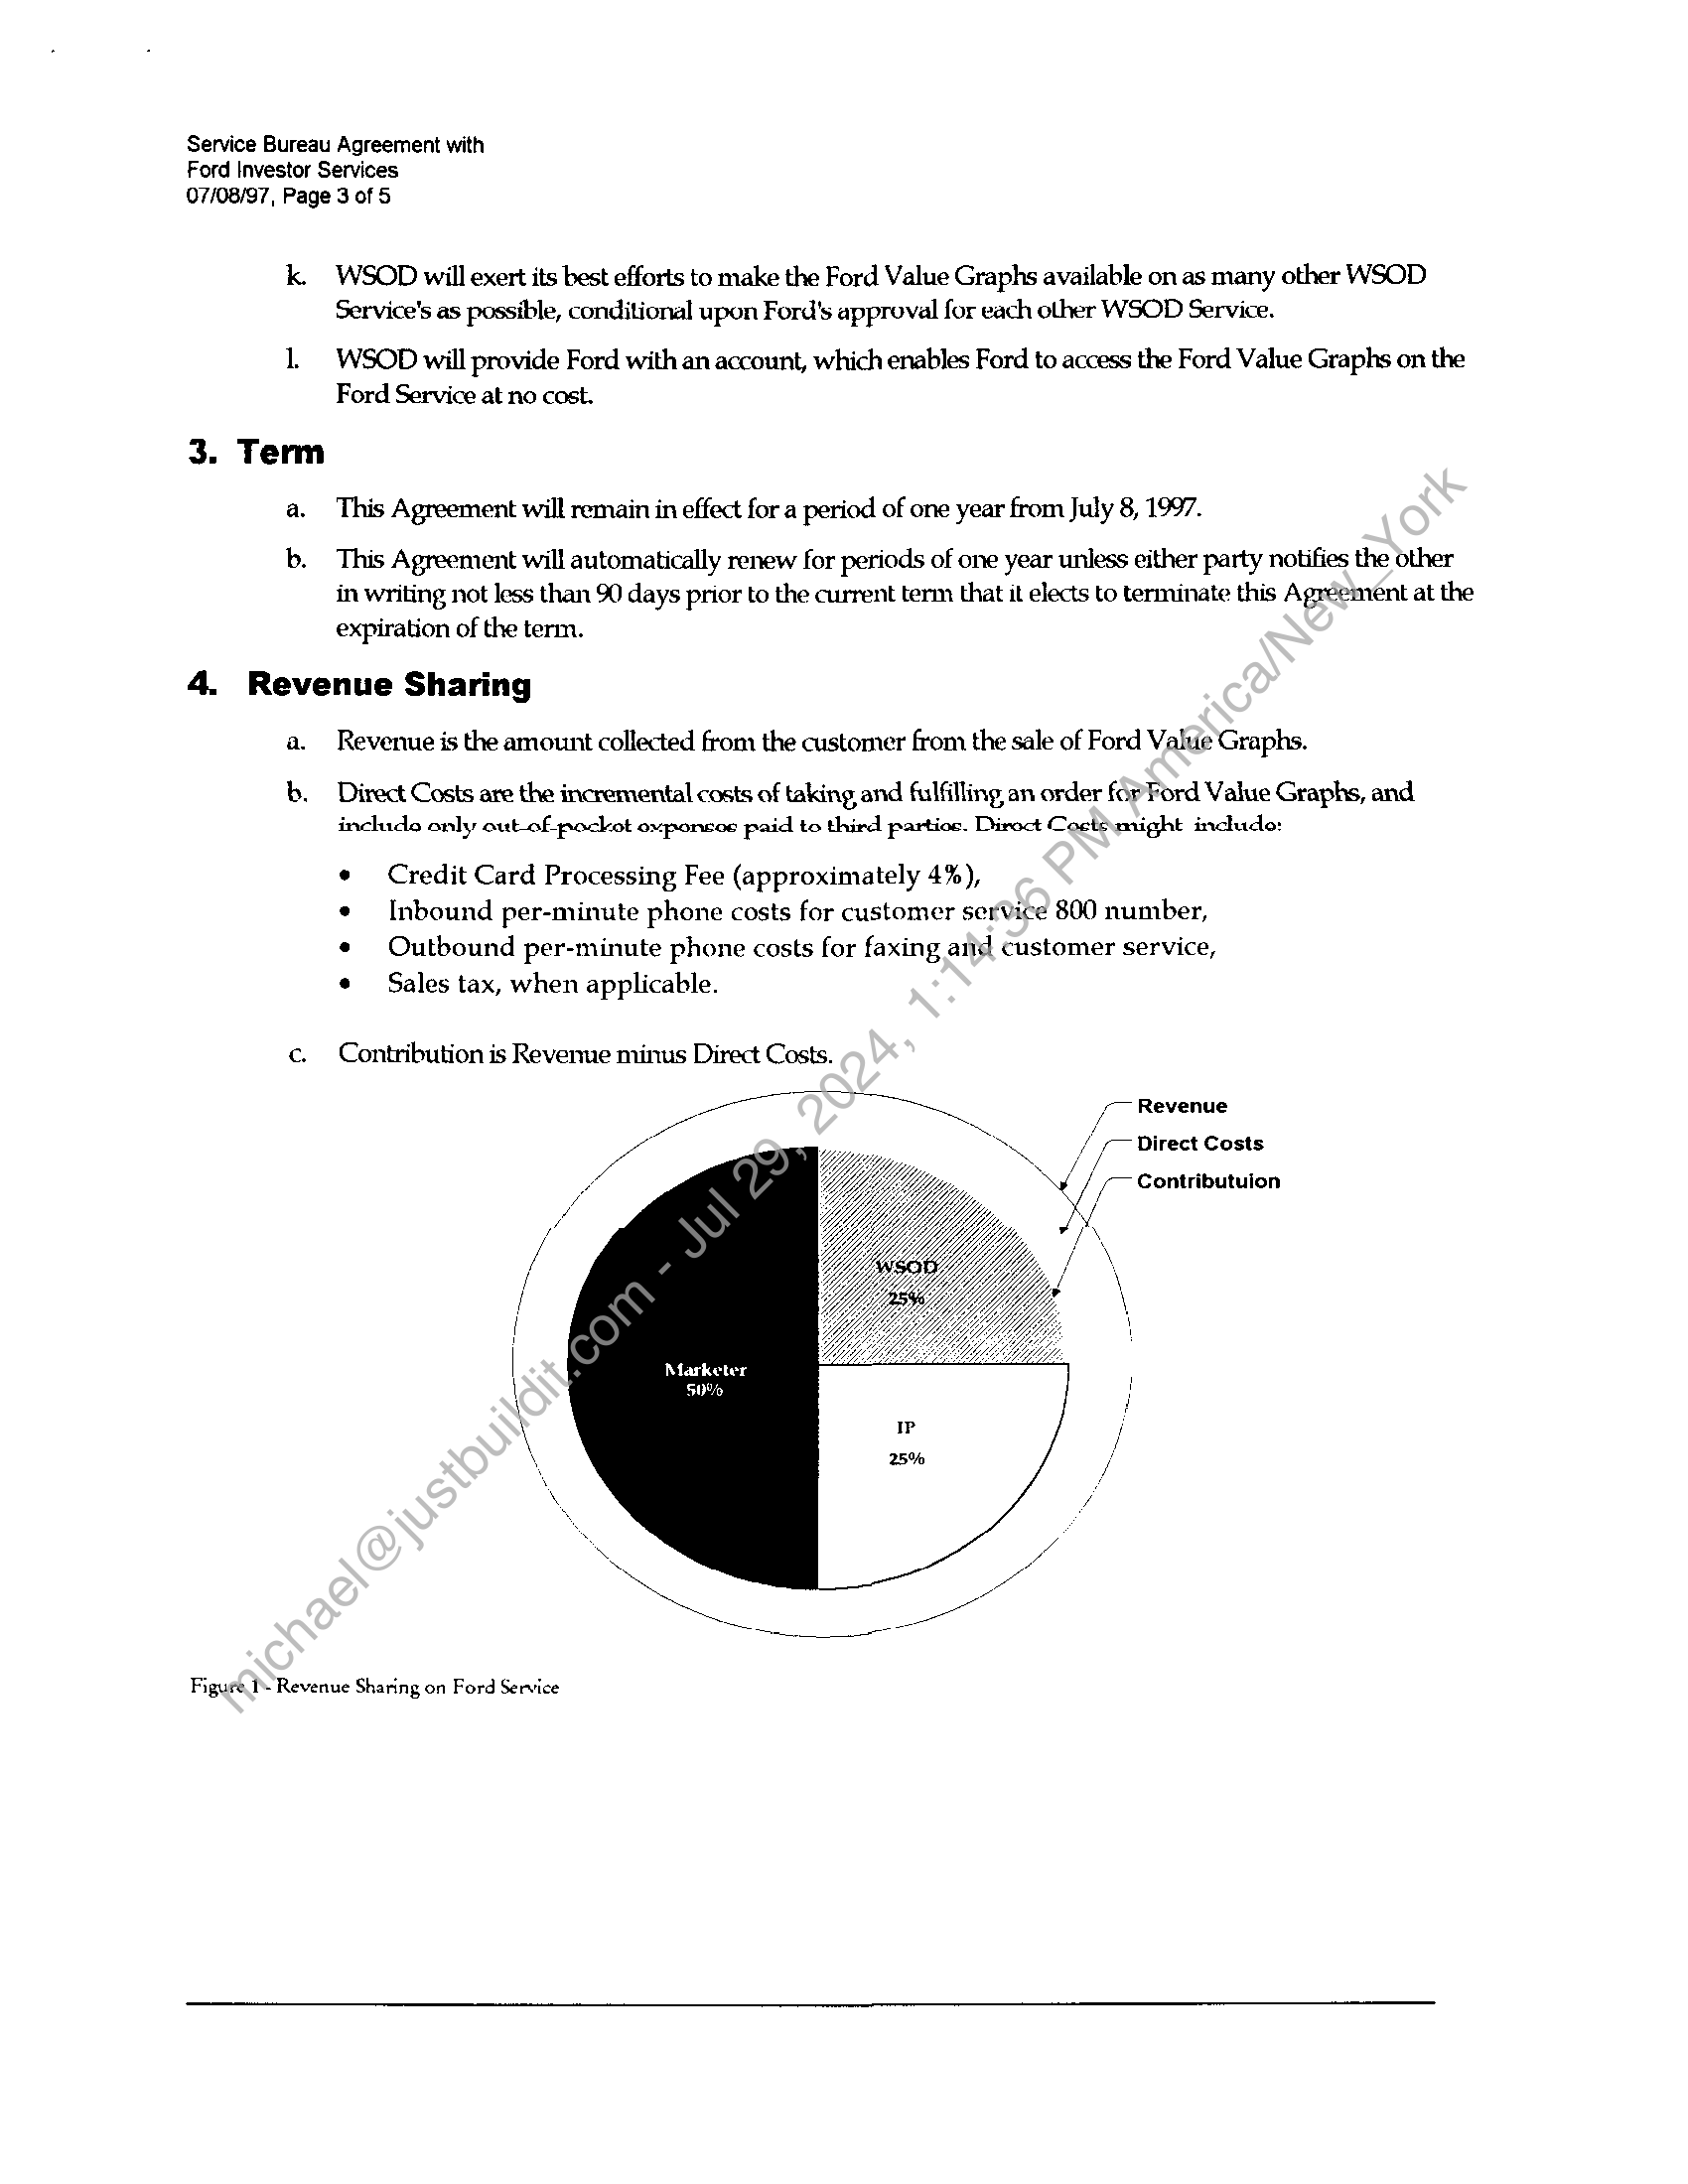 Service Bureau Agreement with
Ford Investor Services
07/08/97, Page 3 of 5
k. WSOD will exert its best efforts to make the Ford Value Graphs available on as many other WSOD
Service's as possible, conditional upon Ford's approval for each other WSOD Service.
l. WSOD will provide Ford with an account, which enables Ford to access the Ford Value Graphs on the
Ford Service at no cost.
3. Term
a. This Agreement will remain in effect for a period of one year from July 8, 1997.
b. This Agreement will automatically renew for periods of one year unless either party notifies the other
in writing not less than 90 days prior to the current term that it elects to terminate this Agreement at the
expiration of the term.
4. Revenue Sharing
a. Revenue is the amount collected from the customer from the sale of Ford Value Graphs.
b. Direct Costs are the incremental costs of taking and fulfilling an order for Ford Value Graphs, and
include only out-of-pocket expenses paid to third parties. Direct Costs might include:
• Credit Card Processing Fee (approximately 4%),
• Inbound per-minute phone costs for customer service 800 number,
• Outbound per-minute phone costs for faxing and customer service,
• Sales tax, when applicable.
c. Contribution is Revenue minus Direct Costs.
Revenue
Direct Costs
Contributuion
WSOD
25%
Marketer
50%
IP
25%
Figure 1 - Revenue Sharing on Ford Service
michael@justbuildit.com - Jul 29, 2024, 1:14:36 PM America/New_York